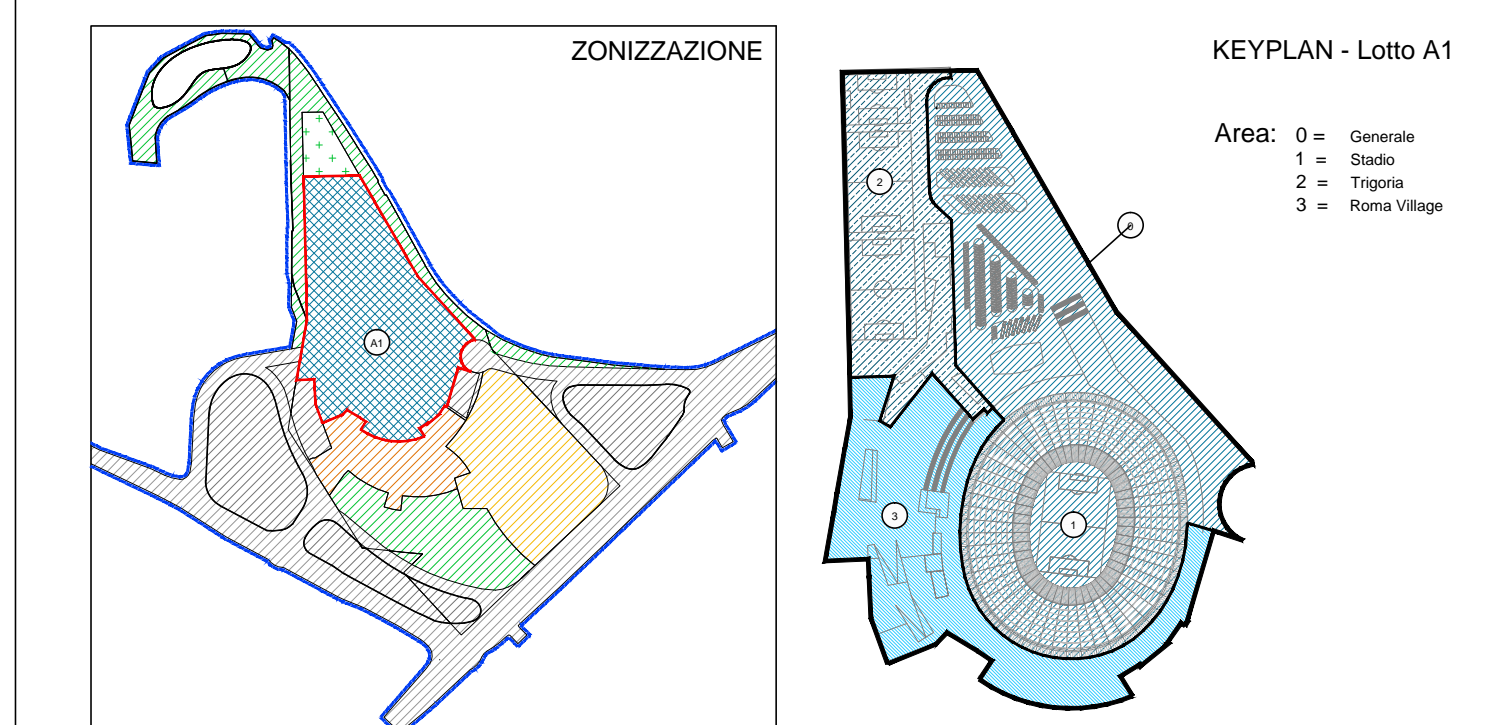 ZONIZZAZIONE
A1
KEYPLAN - Lotto A1
Area: 0 = Generale
1 = Stadio
2 = Trigoria
3 = Roma Village
2
0
3
1